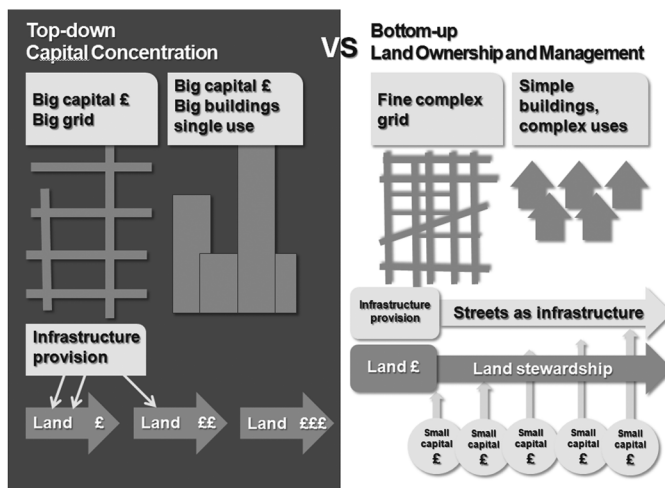 Top-down
Capital Concentration
VS
Bottom-up
Land Ownership and Management
Big capital £
Big grid
Big capital £
Big buildings
single use
Fine complex
grid
Simple
buildings,
complex uses
Infrastructure
provision
Land £
Land ££
Land £££
Infrastructure
provision
Streets as infrastructure
Land £
Land stewardship
Small
capital
£
Small
capital
£
Small
capital
£
Small
capital
£
Small
capital
£